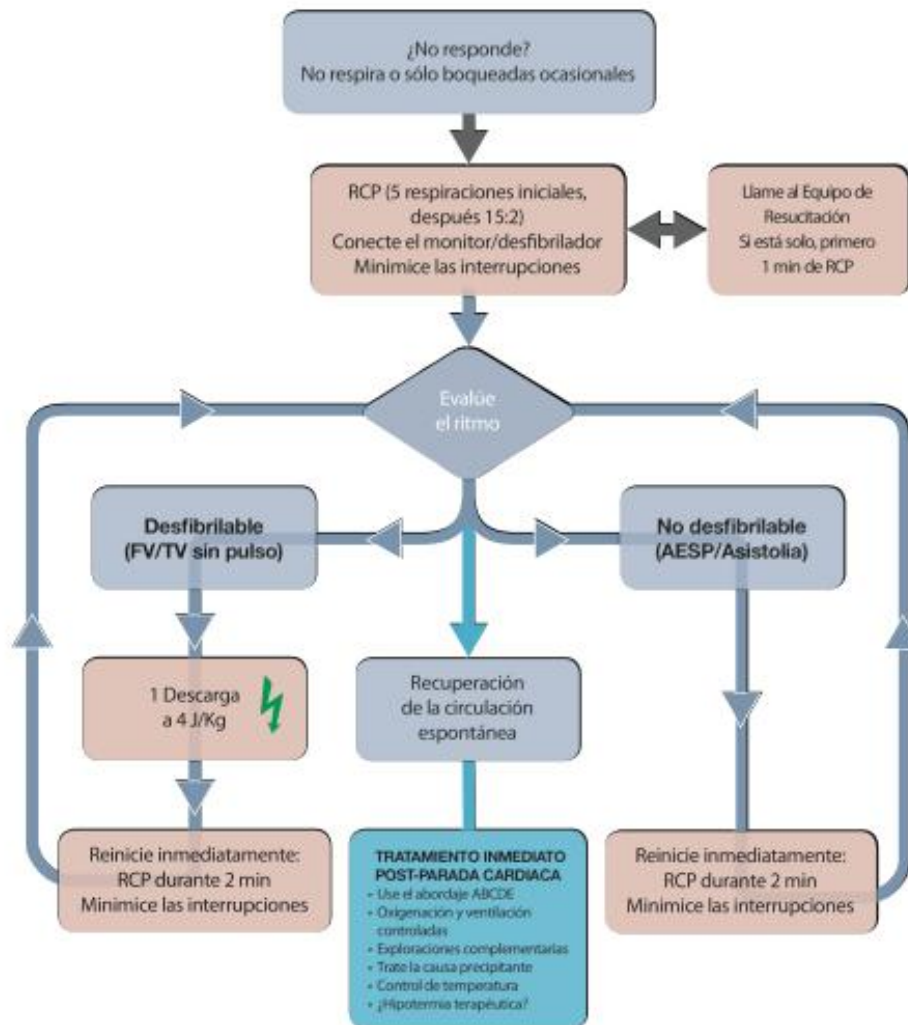 ¿No responde?
No respira o sólo boqueadas ocasionales
RCP (5 respiraciones iniciales,
después 15:2)
Conecte el monitor/desfibrilador
Minimice las interrupciones
Llame al Equipo de
Resucitación
Si está solo, primero
1 min de RCP
Evalúe
el ritmo
Desfibrilable
(FV/TV sin pulso)
No desfibrilable
(AESP/Asistolia)
1 Descarga
a 4 J/Kg
Recuperación
de la circulación
espontánea
Reinicie inmediatamente:
RCP durante 2 min
Minimice las interrupciones
TRATAMIENTO INMEDIATO
POST-PARADA CARDIACA
• Use el abordaje ABCDE
• Oxigenación y ventilación
controladas
• Exploraciones complementarias
• Trate la causa precipitante
• Control de temperatura
• ¿Hipotermia terapéutica?
Reinicie inmediatamente:
RCP durante 2 min
Minimice las interrupciones